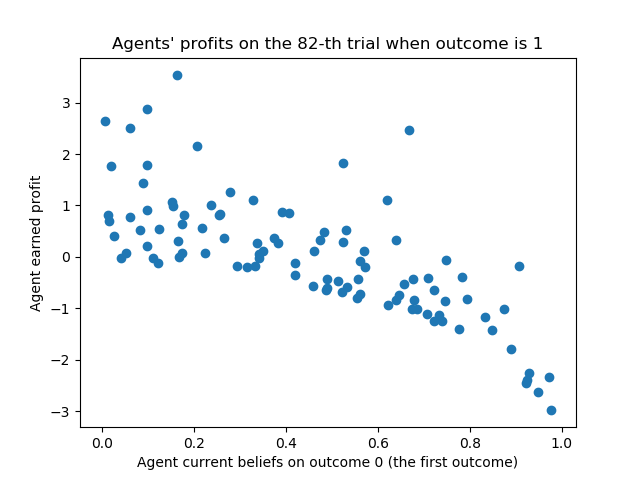 Agents' profits on the 82-th trial when outcome is 1
Agent earned profit
3
2
1
0
−1
−2
−3
0.0 0.2 0.4 0.6 0.8 1.0
Agent current beliefs on outcome 0 (the first outcome)